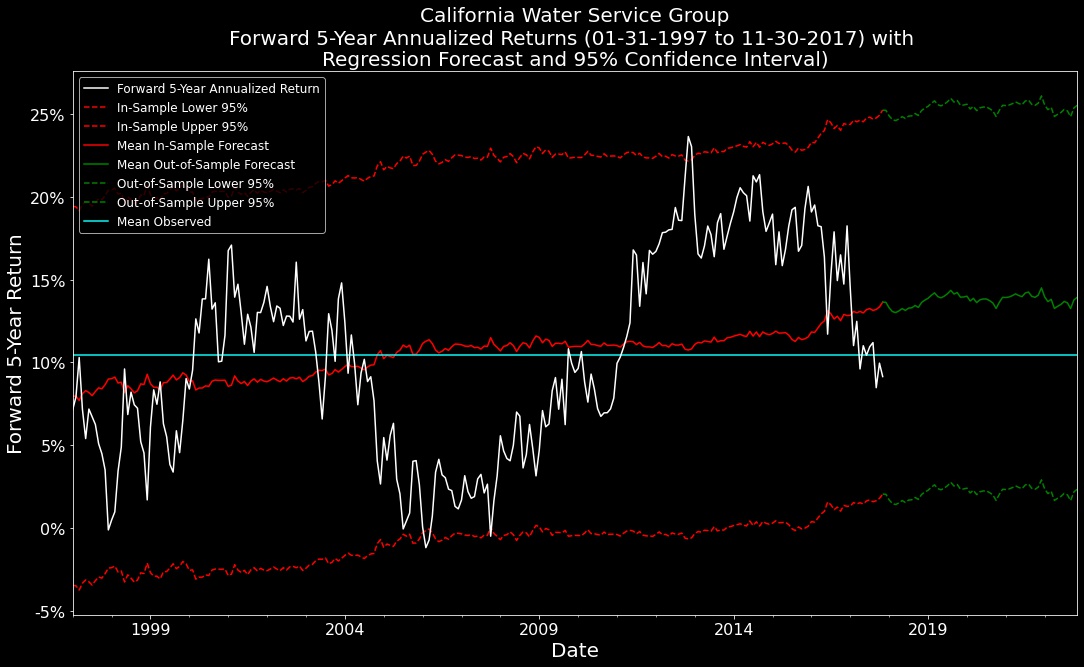 California Water Service Group
Forward 5-Year Annualized Returns (01-31-1997 to 11-30-2017) with
Regression Forecast and 95% Confidence Interval)
Forward 5-Year Annualized Return
In-Sample Lower 95%
In-Sample Upper 95%
Mean In-Sample Forecast
Mean Out-of-Sample Forecast
Out-of-Sample Lower 95%
Out-of-Sample Upper 95%
Mean Observed
Forward 5-Year Return
25%
20%
15%
10%
5%
0%
-5%
1999 2004 2009 2014 2019
Date